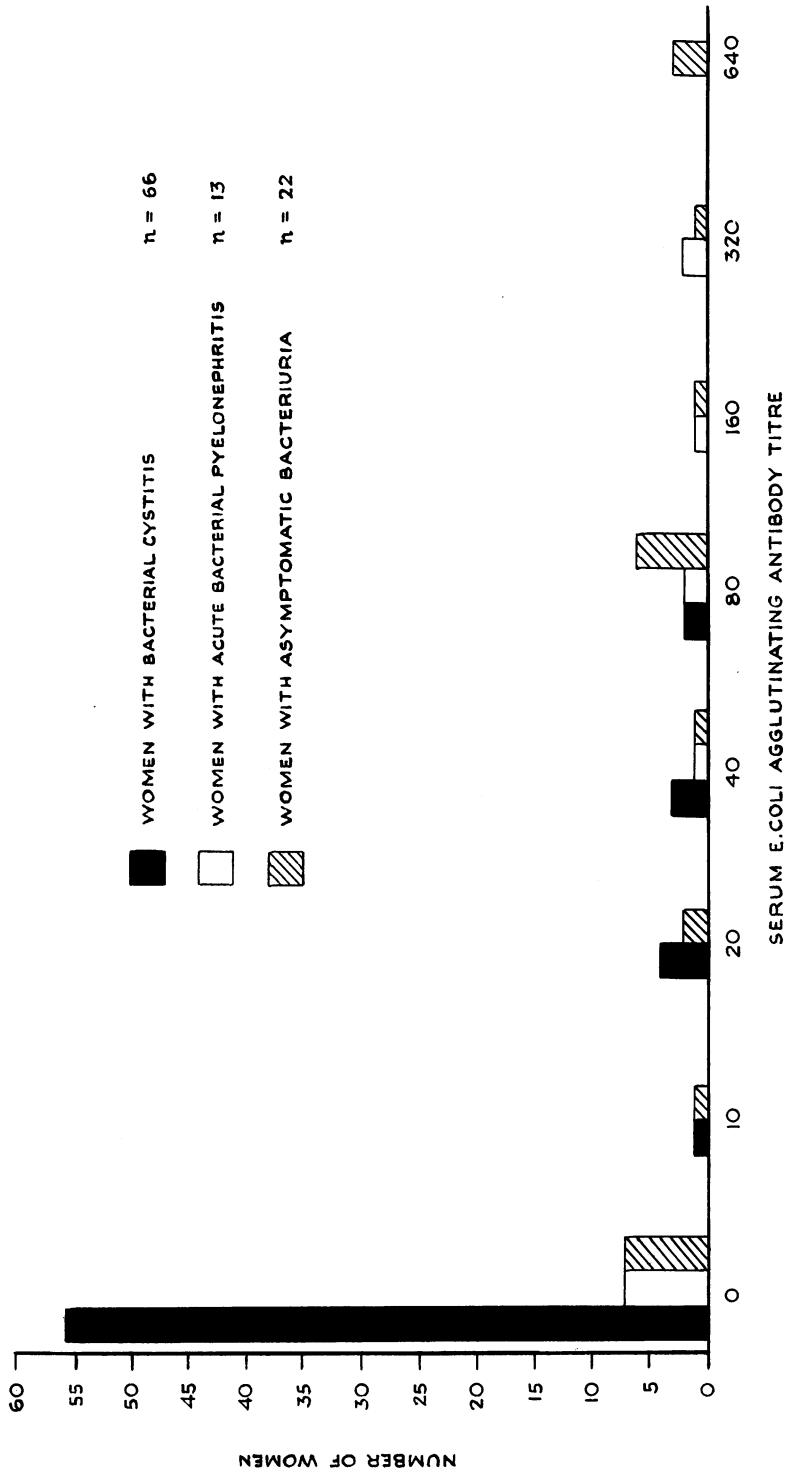 WOMEN WITH BACTERIAL CYSTITIS n = 66
WOMEN WITH ACUTE BACTERIAL PYELONEPHRITIS n = 13
WOMEN WITH ASYMPTOMATIC BACTERIURIA n = 22
NUMBER OF WOMEN
60
55
50
45
40
35
30
25
20
15
10
5
0
0 10 20 40 80 160 320 640
SERUM E.COLI AGGLUTINATING ANTIBODY TITRE